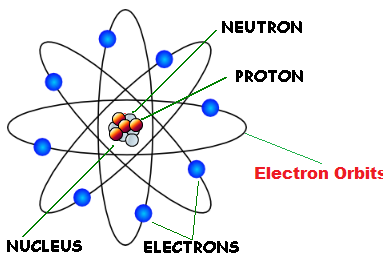 NEUTRON
PROTON
Electron Orbits
NUCLEUS
ELECTRONS